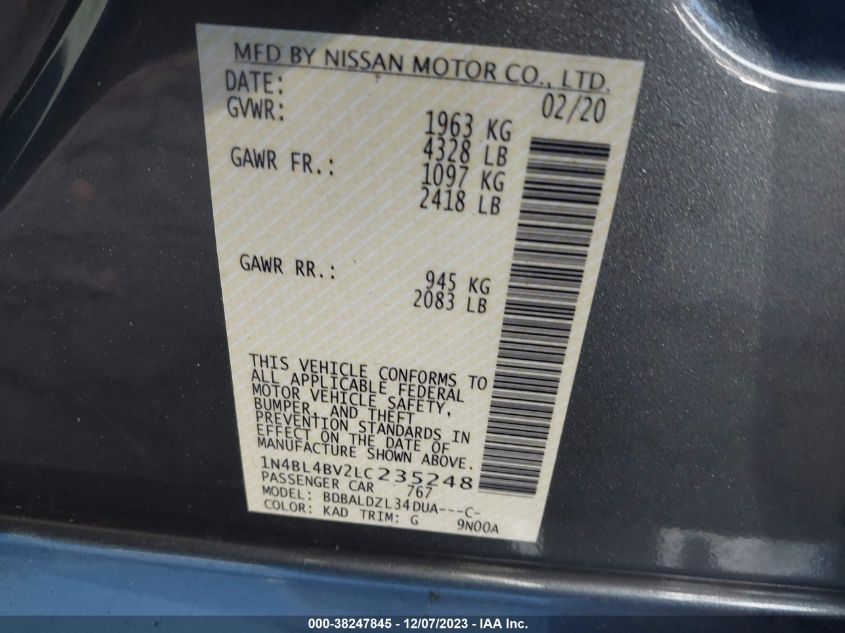 MFD BY NISSAN MOTOR CO., LTD.
DATE: 02/20
GVWR: 1963 KG
4328 LB
GAWR FR.: 1097 KG
2418 LB
GAWR RR.: 945 KG
2083 LB
THIS VEHICLE CONFORMS TO
ALL APPLICABLE FEDERAL
MOTOR VEHICLE SAFETY,
BUMPER, AND THEFT
PREVENTION STANDARDS IN
EFFECT ON THE DATE OF
MANUFACTURE SHOWN ABOVE.
1N4BL4BV2LC235248
PASSENGER CAR 767
MODEL: BDBALDZL34DUA---C-
COLOR: KAD TRIM: G 9N00A
000-38247845 - 12/07/2023 - IAA Inc.